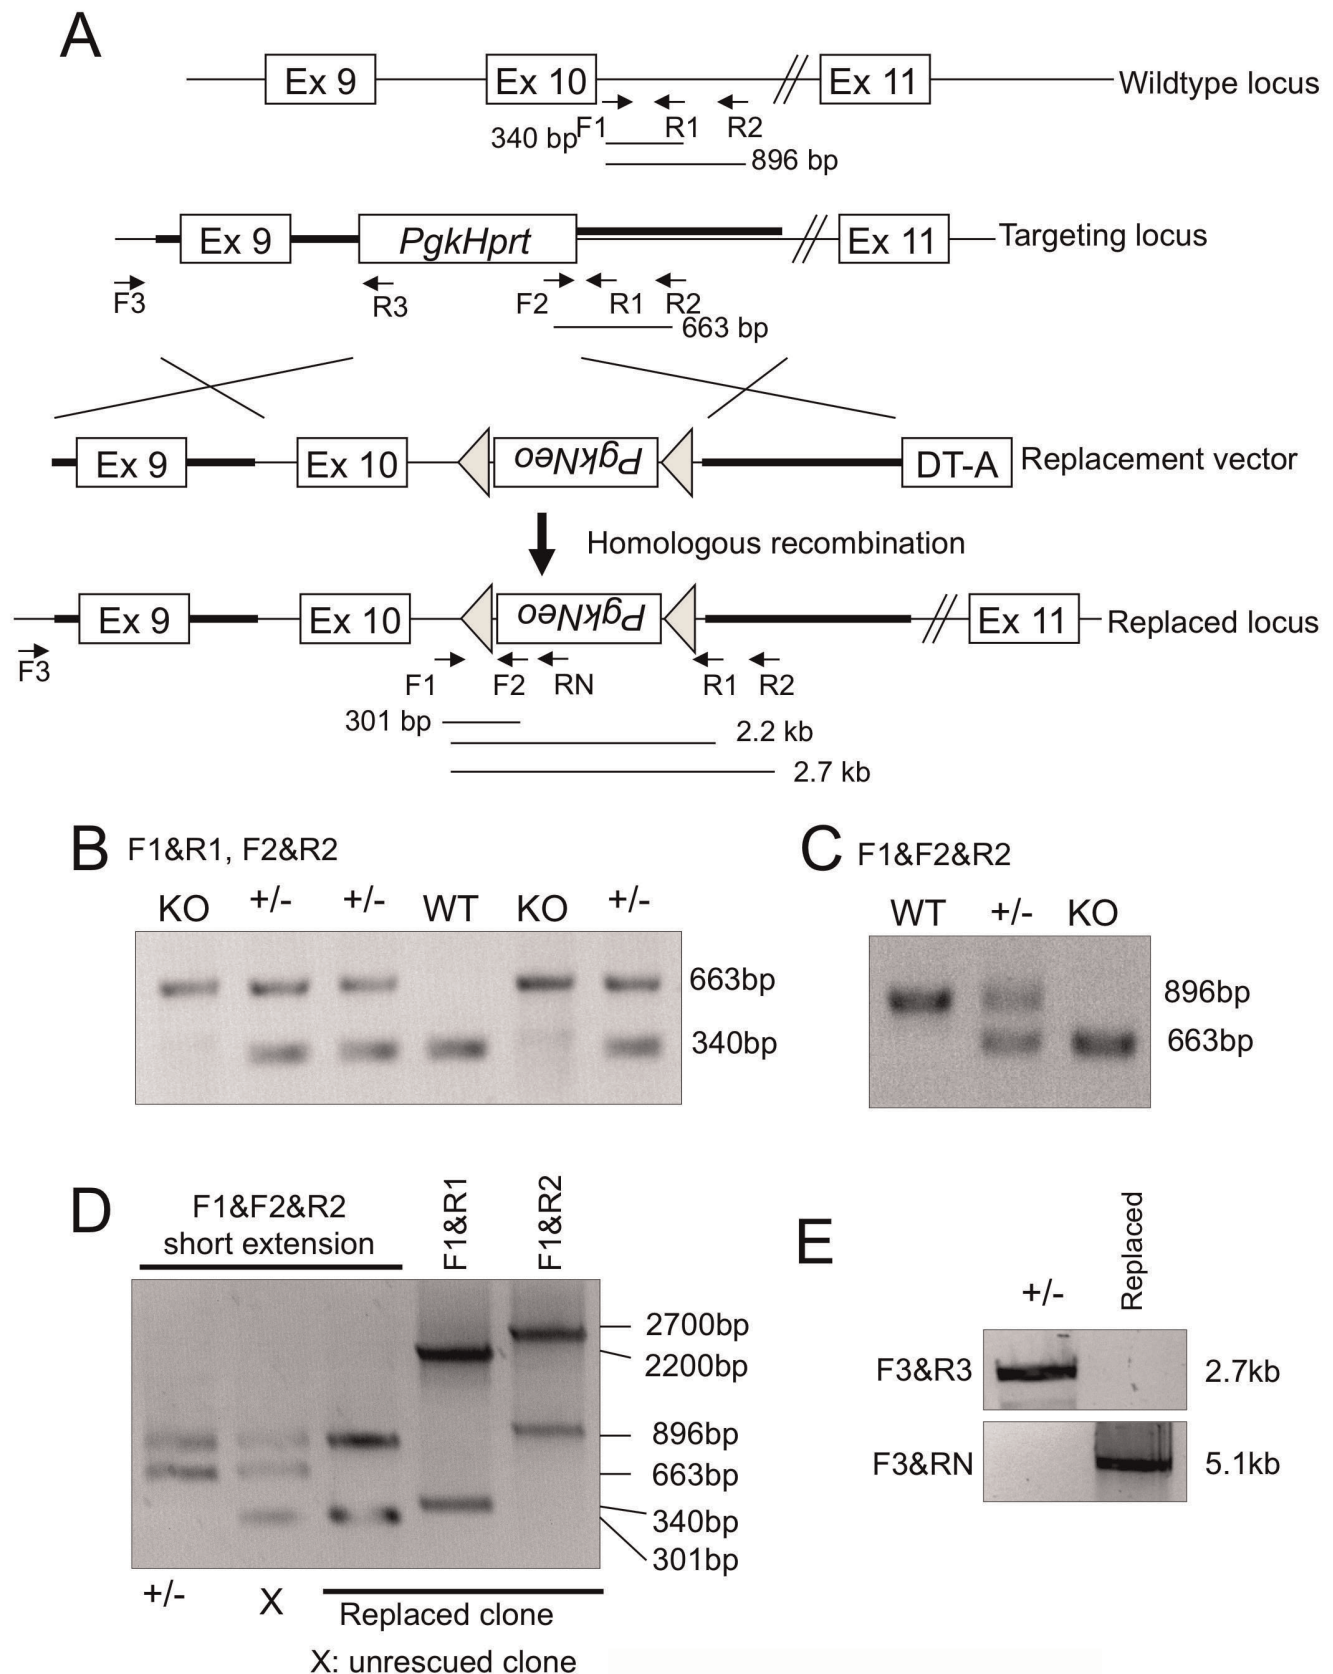 A
Ex 9
Ex 10
Ex 11
Wildtype locus
F1
R1
R2
340 bp
896 bp
Ex 9
PgkHprt
Ex 11
Targeting locus
F3
R3
F2
R1
R2
663 bp
Ex 9
Ex 10
PgkNeo
DT-A
Replacement vector
Homologous recombination
Ex 9
Ex 10
PgkNeo
Ex 11
Replaced locus
F3
F1
F2
RN
R1
R2
301 bp
2.2 kb
2.7 kb
B
F1&R1, F2&R2
KO
+/-
+/-
WT
KO
+/-
663bp
340bp
C
F1&F2&R2
WT
+/-
KO
896bp
663bp
D
F1&F2&R2
short extension
F1&R1
F1&R2
2700bp
2200bp
896bp
663bp
340bp
301bp
+/-
X
Replaced clone
X: unrescued clone
E
+/-
Replaced
F3&R3
2.7kb
F3&RN
5.1kb